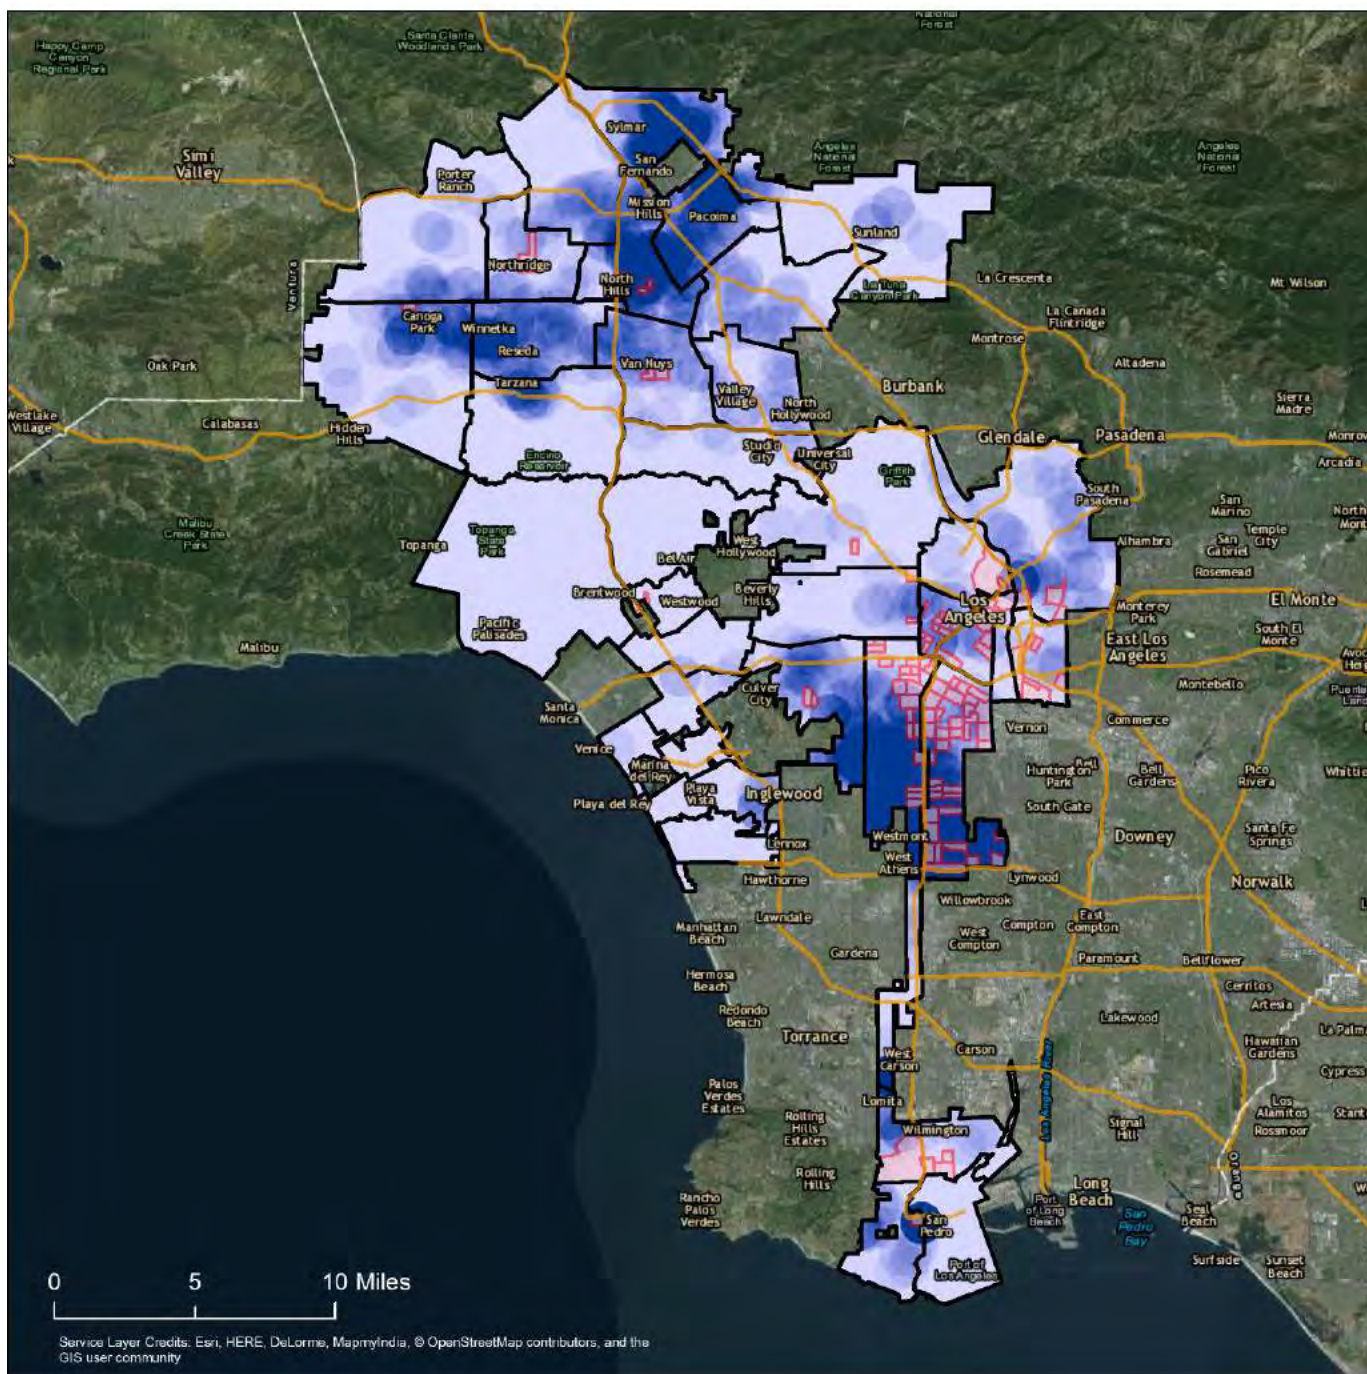 National
Forest
Santa Clarita
Woodlands Park
Happy Camp
Canyon
Regional Park
Sylmar
Simi
Valley
San
Fernando
Angeles
National
Forest
Angeles
National
Forest
Porter
Ranch
Mission
Hills
Pacoima
Sunland
Northridge
Ventura
North
Hills
La Tuna
Canyon Park
La Crescenta
Mt Wilson
Canoga
Park
Winnetka
La Canada
Flintridge
Montrose
Reseda
Oak Park
Van Nuys
Altadena
Tarzana
Valley
Village
Burbank
North
Hollywood
Sierra
Madre
Westlake
Village
Calabasas
Hidden
Hills
Glendale
Pasadena
Studio
City
Universal
City
Encino
Reservoir
Griffith
Park
Arcadia
South
Pasadena
San
Marino
Malibu
Creek State
Park
Topanga
Topanga
State
Park
West
Hollywood
Alhambra
San
Gabriel
Temple
City
Bel Air
Rosemead
Brentwood
Westwood
Beverly
Hills
Los
Angeles
El Monte
Monterey
Park
Pacific
Palisades
Malibu
East Los
Angeles
South El
Monte
Culver
City
Montebello
Santa
Monica
Vernon
Commerce
Venice
Marina
del Rey
Huntington
Park
Bell
Bell
Gardens
Pico
Rivera
Playa
Vista
Playa del Rey
Inglewood
South Gate
Downey
Santa Fe
Springs
Westmont
Lennox
West
Athens
Hawthorne
Lynwood
Norwalk
Willowbrook
Lawndale
Manhattan
Beach
Compton
East
Compton
West
Compton
Gardena
Paramount
Bellflower
Hermosa
Beach
Cerritos
Artesia
Redondo
Beach
Lakewood
La Palma
Torrance
Carson
Hawaiian
Gardens
West
Carson
Cypress
Los Angeles River
Palos
Verdes
Estates
Lomita
Los
Alamitos
Rossmoor
Rolling
Hills
Estates
Wilmington
Signal
Hill
Rolling
Hills
Orange
Long
Beach
Rancho
Palos
Verdes
San
Pedro
Port
of Long
Beach
San
Pedro
Bay
Seal
Beach
Surfside
Sunset
Beach
Port of
Los Angeles
0 5 10 Miles
Service Layer Credits: Esri, HERE, DeLorme, MapmyIndia, © OpenStreetMap contributors, and the
GIS user community